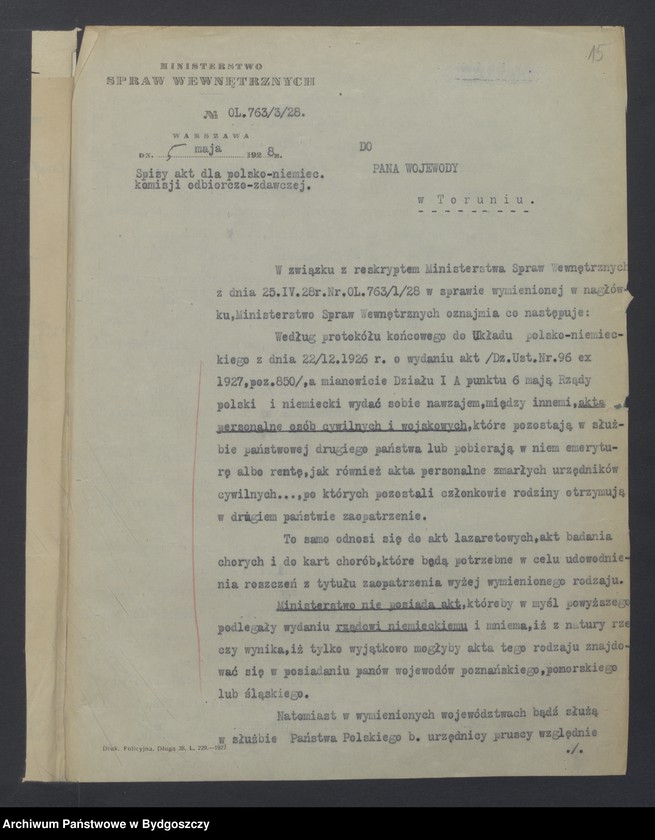 15
MINISTERSTWO
SPRAW WEWNĘTRZNYCH
№ OL.763/3/28.
WARSZAWA
DN. 5 maja 1928 R.
Spisy akt dla polsko-niemiec.
komisji odbiorczo-zdawczej.
DO
PANA WOJEWODY
w Toruniu.
W związku z reskryptem Ministerstwa Spraw Wewnętrznych
z dnia 25.IV.28r.Nr.OL.763/1/28 w sprawie wymienionej w nagłów-
ku,Ministerstwo Spraw Wewnętrznych oznajmia co następuje:
Według protokółu końcowego do Układu polsko-niemiec-
kiego z dnia 22/12.1926 r. o wydaniu akt /Dz.Ust.Nr.96 ex
1927,poz.850/,a mianowicie Działu I A punktu 6 mają Rządy
polski i niemiecki wydać sobie nawzajem,między innemi,akta
personalne osób cywilnych i wojskowych,które pozostają w służ-
bie państwowej drugiego państwa lub pobierają w niem emerytu-
rę albo rentę,jak również akta personalne zmarłych urzędników
cywilnych...,po których pozostali członkowie rodziny otrzymują
w drugiem państwie zaopatrzenie.
To samo odnosi się do akt lazaretowych,akt badania
chorych i do kart chorób,które będą potrzebne w celu udowodnie-
nia roszczeń z tytułu zaopatrzenia wyżej wymienionego rodzaju.
Ministerstwo nie posiada akt,któreby w myśl powyższego
podlegały wydaniu rządowi niemieckiemu i mniema,iż z natury rze
czy wynika,iż tylko wyjątkowo mogłyby akta tego rodzaju znajdo-
wać się w posiadaniu panów wojewodów poznańskiego,pomorskiego
lub śląskiego.
Natomiast w wymienionych województwach bądź służą
w służbie Państwa Polskiego b. urzędnicy pruscy względnie
./.
Druk. Policyjna, Długa 38. L. 229.—1927
Archiwum Państwowe w Bydgoszczy